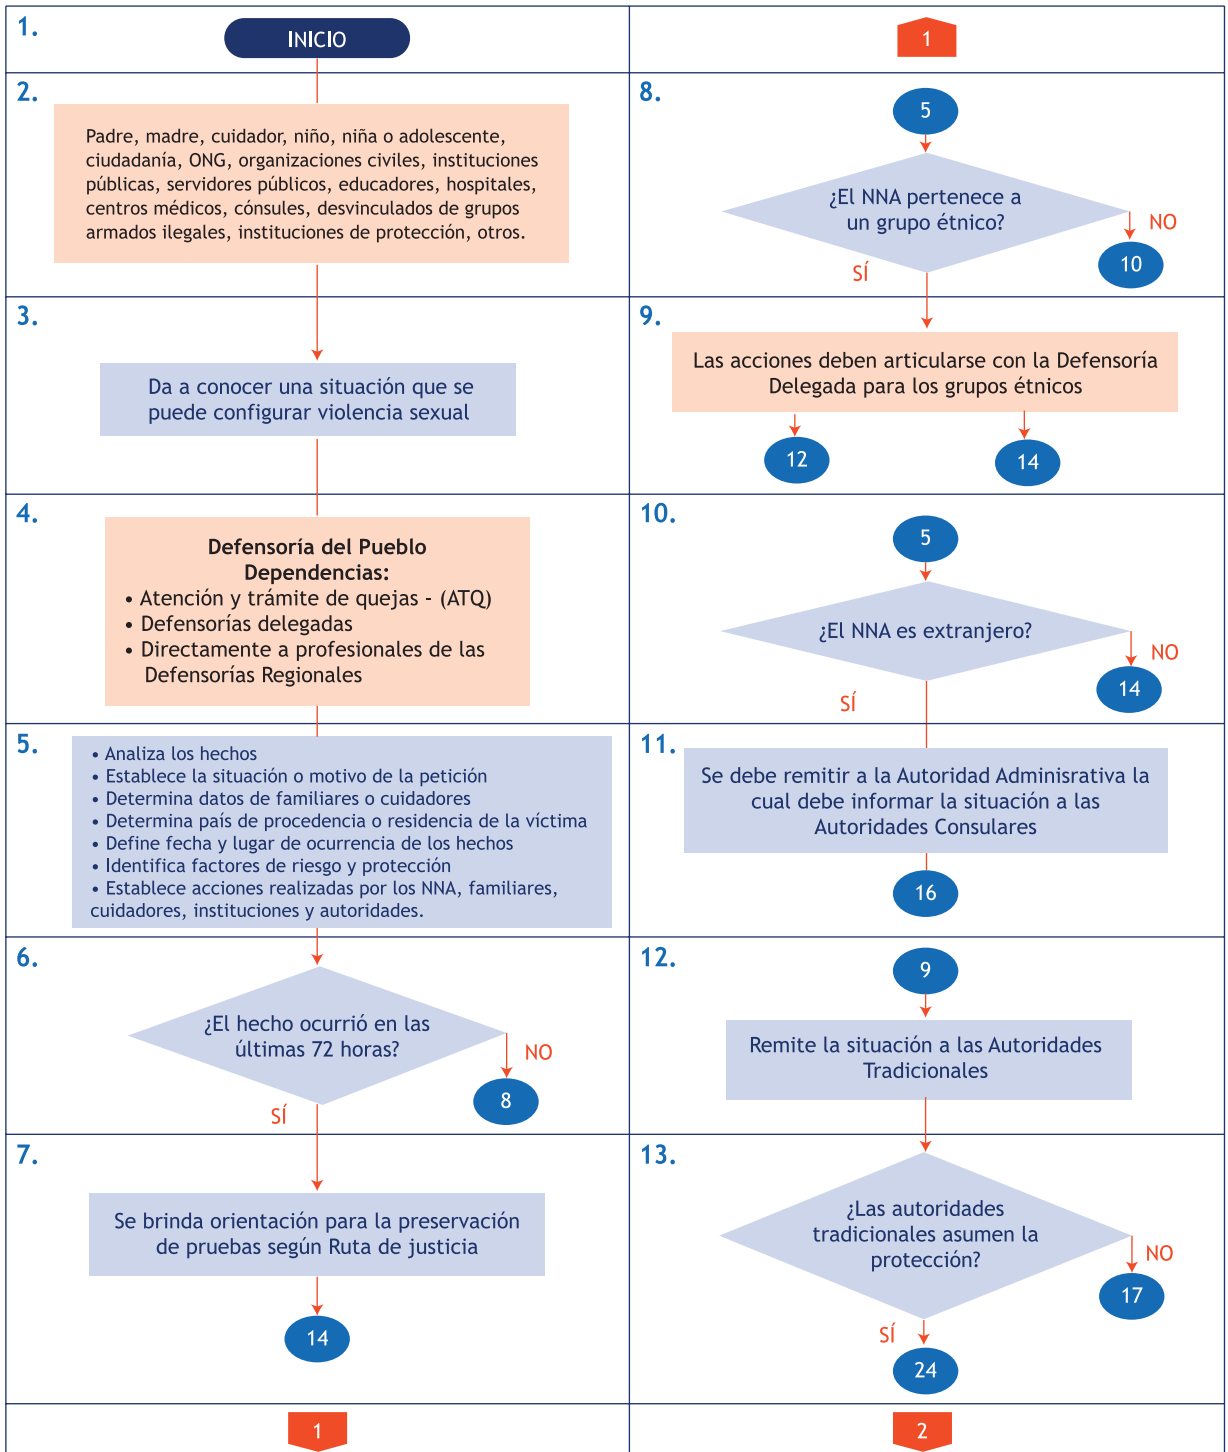 1.
INICIO
2.
Padre, madre, cuidador, niño, niña o adolescente,
ciudadanía, ONG, organizaciones civiles, instituciones
públicas, servidores públicos, educadores, hospitales,
centros médicos, cónsules, desvinculados de grupos
armados ilegales, instituciones de protección, otros.
3.
Da a conocer una situación que se
puede configurar violencia sexual
4.
Defensoría del Pueblo
Dependencias:
• Atención y trámite de quejas - (ATQ)
• Defensorías delegadas
• Directamente a profesionales de las
Defensorías Regionales
5.
• Analiza los hechos
• Establece la situación o motivo de la petición
• Determina datos de familiares o cuidadores
• Determina país de procedencia o residencia de la víctima
• Define fecha y lugar de ocurrencia de los hechos
• Identifica factores de riesgo y protección
• Establece acciones realizadas por los NNA, familiares,
cuidadores, instituciones y autoridades.
6.
¿El hecho ocurrió en las
últimas 72 horas?
NO
8
SÍ
7.
Se brinda orientación para la preservación
de pruebas según Ruta de justicia
14
1
1
8.
5
¿El NNA pertenece a
un grupo étnico?
NO
10
SÍ
9.
Las acciones deben articularse con la Defensoría
Delegada para los grupos étnicos
12
14
10.
5
¿El NNA es extranjero?
NO
14
SÍ
11.
Se debe remitir a la Autoridad Adminisrativa la
cual debe informar la situación a las
Autoridades Consulares
16
12.
9
Remite la situación a las Autoridades
Tradicionales
13.
¿Las autoridades
tradicionales asumen la
protección?
NO
17
SÍ
24
2